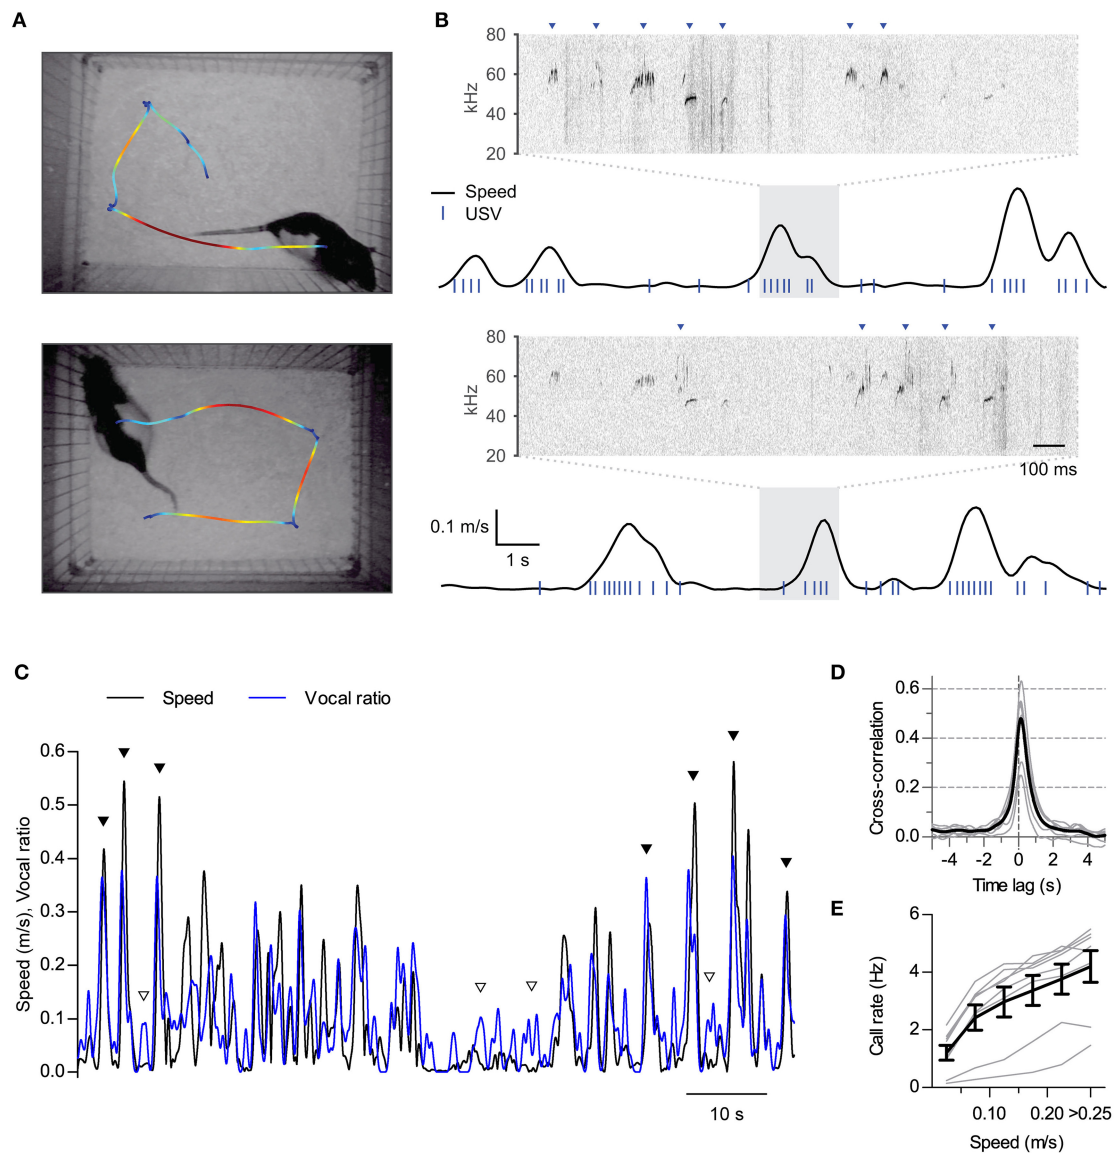 A
B
80
60
40
20
kHz
Speed
USV
80
60
40
20
kHz
100 ms
0.1 m/s
1 s
C
Speed
Vocal ratio
0.6
0.5
0.4
0.3
0.2
0.1
0.0
Speed (m/s), Vocal ratio
10 s
D
0.6
0.4
0.2
0.0
Cross-correlation
-4 -2 0 2 4
Time lag (s)
E
6
4
2
0
Call rate (Hz)
0.10 0.20 >0.25
Speed (m/s)